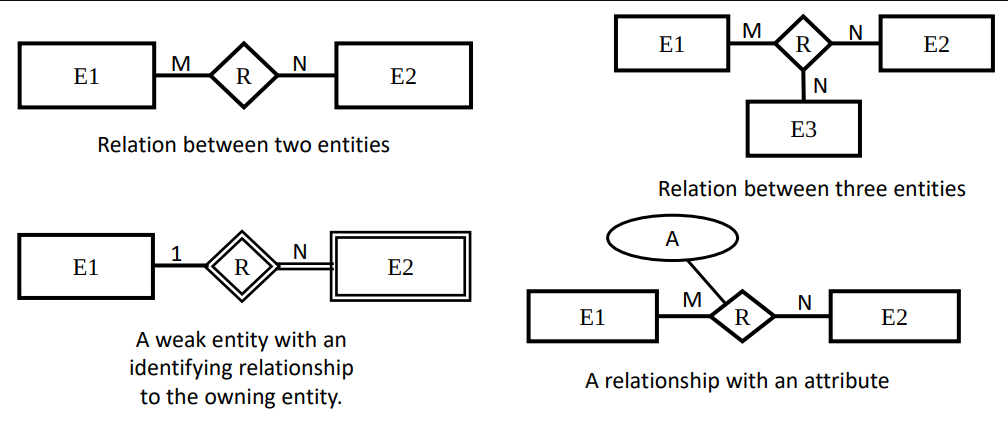 E1 M R N E2
Relation between two entities
E1 M R N E2
N
E3
Relation between three entities
E1 1 R N E2
A weak entity with an
identifying relationship
to the owning entity.
A
E1 M R N E2
A relationship with an attribute